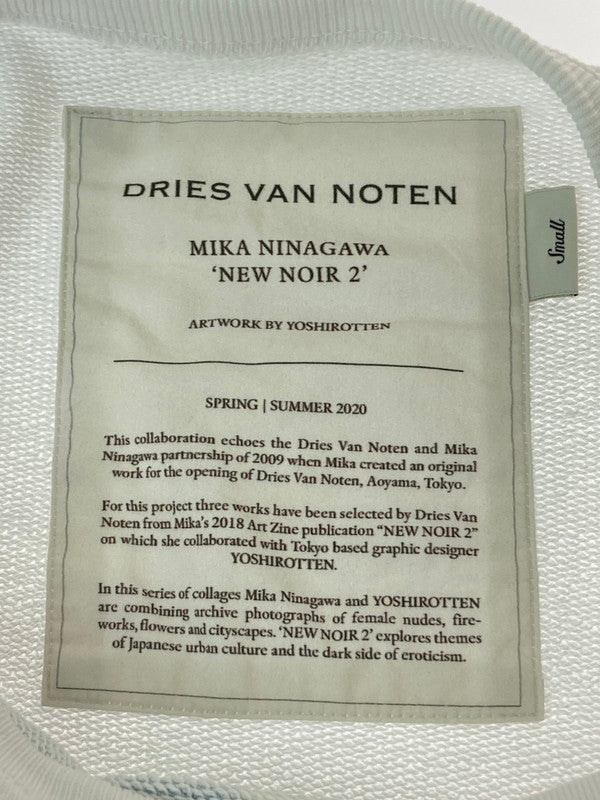 DRIES VAN NOTEN
MIKA NINAGAWA
‘NEW NOIR 2’
ARTWORK BY YOSHIROTTEN
SPRING | SUMMER 2020
This collaboration echoes the Dries Van Noten and Mika
Ninagawa partnership of 2009 when Mika created an original
work for the opening of Dries Van Noten, Aoyama, Tokyo.
For this project three works have been selected by Dries Van
Noten from Mika's 2018 Art Zine publication “NEW NOIR 2”
on which she collaborated with Tokyo based graphic designer
YOSHIROTTEN.
In this series of collages Mika Ninagawa and YOSHIROTTEN
are combining archive photographs of female nudes, fire-
works, flowers and cityscapes. ‘NEW NOIR 2’ explores themes
of Japanese urban culture and the dark side of eroticism.
Small